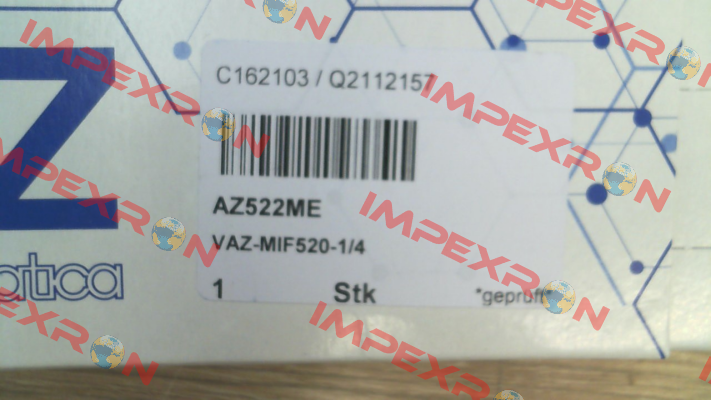 C162103 / Q2112157
AZ522ME
VAZ-MIF520-1/4
1 Stk *geprüft*
Z
atica
IMPEXRON
IMPEXRON
IMPEXRON
IMPEXRON
IMPEXRON
IMPEXRON
IMPEXRON